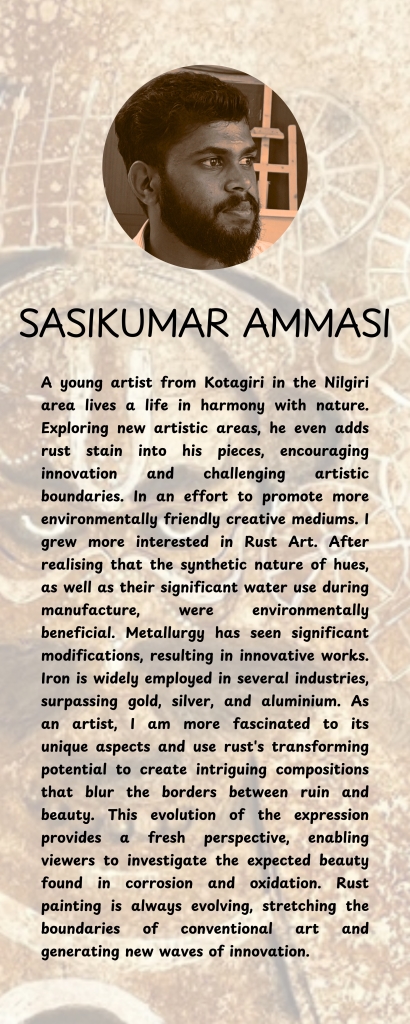 SASIKUMAR AMMASI
A young artist from Kotagiri in the Nilgiri
area lives a life in harmony with nature.
Exploring new artistic areas, he even adds
rust stain into his pieces, encouraging
innovation and challenging artistic
boundaries. In an effort to promote more
environmentally friendly creative mediums. I
grew more interested in Rust Art. After
realising that the synthetic nature of hues,
as well as their significant water use during
manufacture, were environmentally
beneficial. Metallurgy has seen significant
modifications, resulting in innovative works.
Iron is widely employed in several industries,
surpassing gold, silver, and aluminium. As
an artist, I am more fascinated to its
unique aspects and use rust's transforming
potential to create intriguing compositions
that blur the borders between ruin and
beauty. This evolution of the expression
provides a fresh perspective, enabling
viewers to investigate the expected beauty
found in corrosion and oxidation. Rust
painting is always evolving, stretching the
boundaries of conventional art and
generating new waves of innovation.